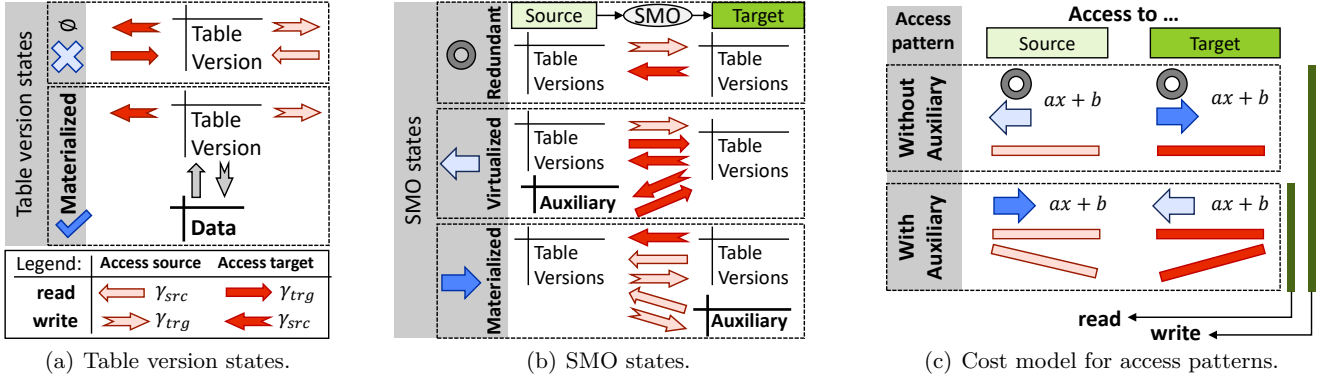 Table version states
∅
Table
Version
Materialized
Table
Version
Data
Legend: Access source Access target
read γsrc γtrg
write γtrg γsrc
(a) Table version states.
Source SMO Target
SMO states
Redundant
Table
Versions
Table
Versions
Virtualized
Table
Versions
Auxiliary
Table
Versions
Materialized
Table
Versions
Table
Versions
Auxiliary
(b) SMO states.
Access
pattern
Access to ...
Source Target
Without
Auxiliary
ax + b ax + b
With
Auxiliary
ax + b ax + b
read
write
(c) Cost model for access patterns.